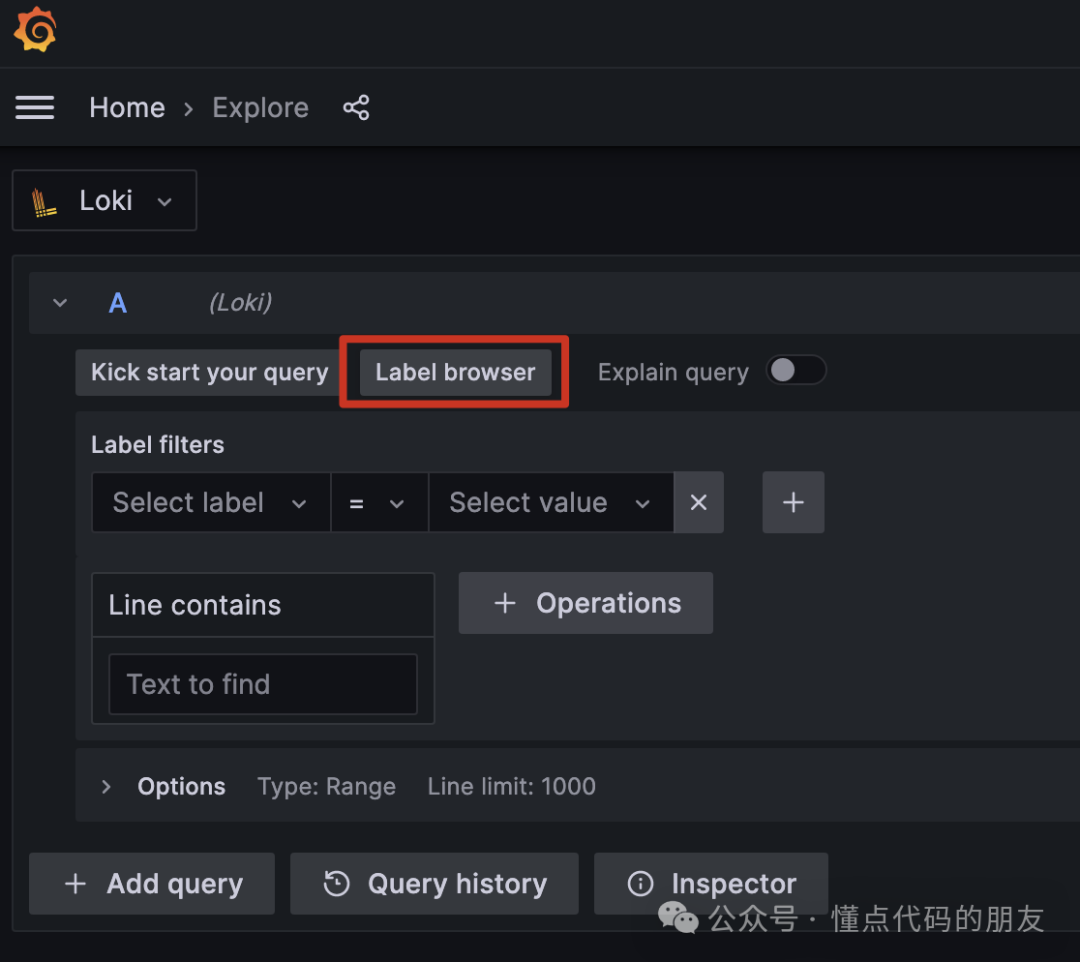 Home › Explore
Loki
A (Loki)
Kick start your query Label browser Explain query
Label filters
Select label = Select value
Line contains
+ Operations
Text to find
Options Type: Range Line limit: 1000
+ Add query Query history Inspector
公众号 · 懂点代码的朋友